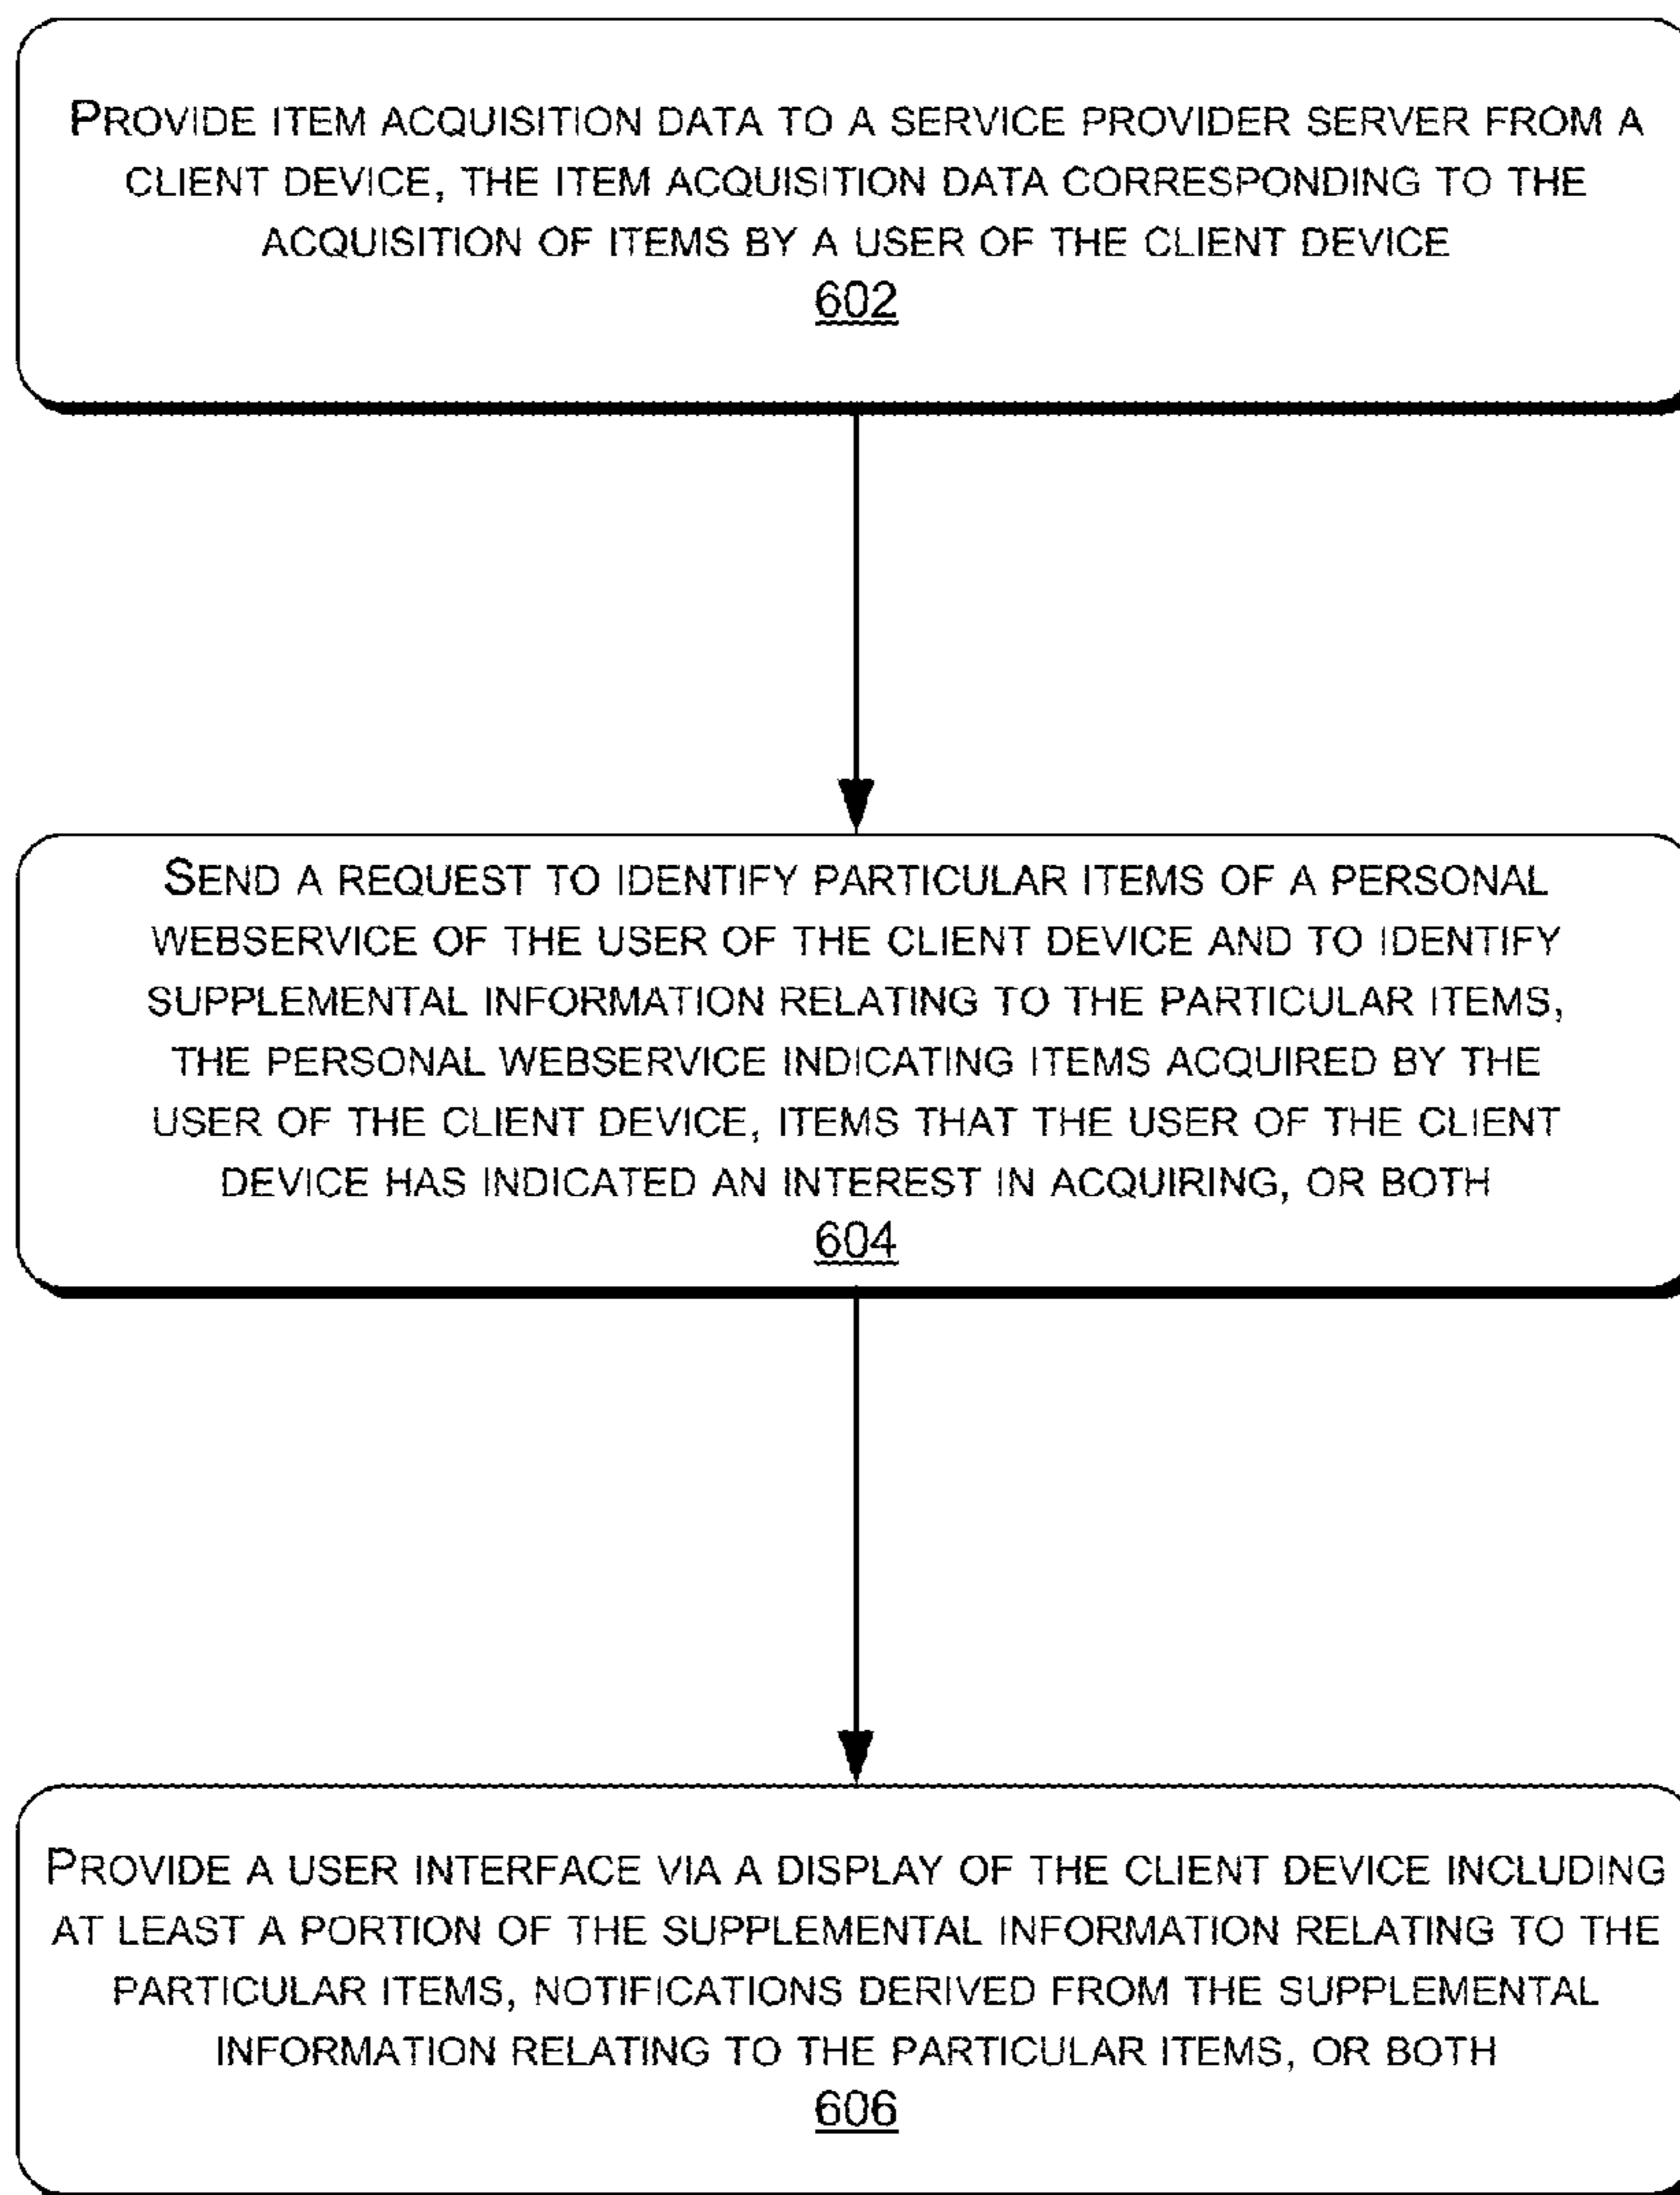 PROVIDE ITEM ACQUISITION DATA TO A SERVICE PROVIDER SERVER FROM A
CLIENT DEVICE, THE ITEM ACQUISITION DATA CORRESPONDING TO THE
ACQUISITION OF ITEMS BY A USER OF THE CLIENT DEVICE
602
SEND A REQUEST TO IDENTIFY PARTICULAR ITEMS OF A PERSONAL
WEBSERVICE OF THE USER OF THE CLIENT DEVICE AND TO IDENTIFY
SUPPLEMENTAL INFORMATION RELATING TO THE PARTICULAR ITEMS,
THE PERSONAL WEBSERVICE INDICATING ITEMS ACQUIRED BY THE
USER OF THE CLIENT DEVICE, ITEMS THAT THE USER OF THE CLIENT
DEVICE HAS INDICATED AN INTEREST IN ACQUIRING, OR BOTH
604
PROVIDE A USER INTERFACE VIA A DISPLAY OF THE CLIENT DEVICE INCLUDING
AT LEAST A PORTION OF THE SUPPLEMENTAL INFORMATION RELATING TO THE
PARTICULAR ITEMS, NOTIFICATIONS DERIVED FROM THE SUPPLEMENTAL
INFORMATION RELATING TO THE PARTICULAR ITEMS, OR BOTH
606